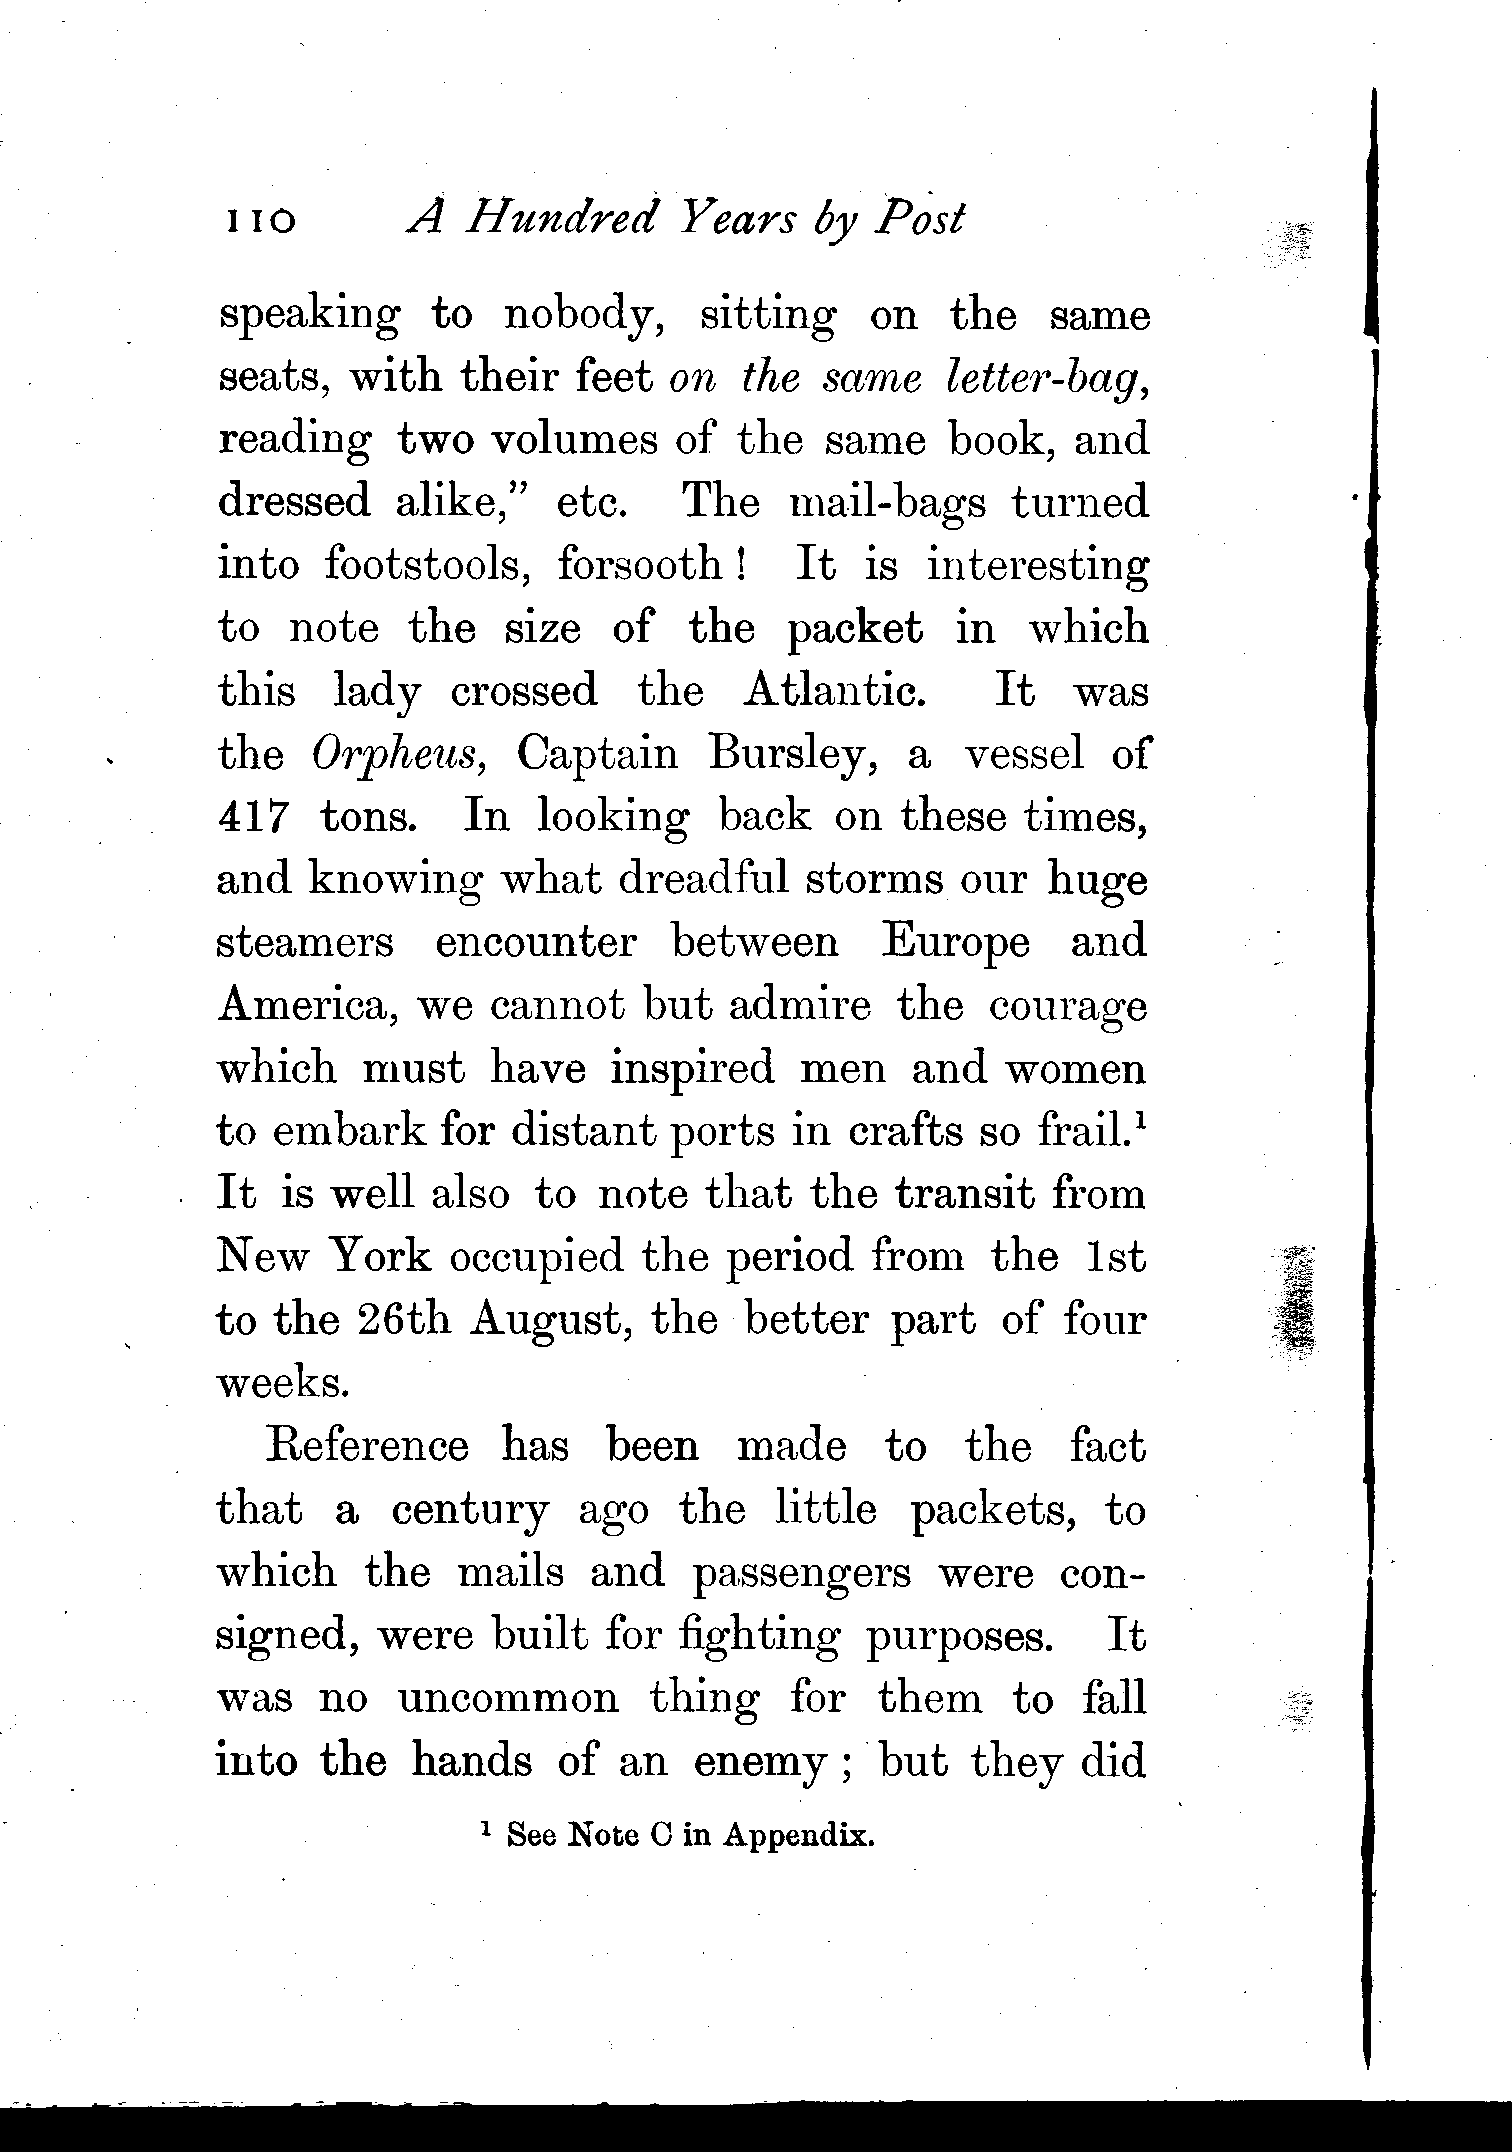 110 A Hundred Years by Post
speaking to nobody, sitting on the same
seats, with their feet on the same letter-bag,
reading two volumes of the same book, and
dressed alike,” etc. The mail-bags turned
into footstools, forsooth ! It is interesting
to note the size of the packet in which
this lady crossed the Atlantic. It was
the Orpheus, Captain Bursley, a vessel of
417 tons. In looking back on these times,
and knowing what dreadful storms our huge
steamers encounter between Europe and
America, we cannot but admire the courage
which must have inspired men and women
to embark for distant ports in crafts so frail.¹
It is well also to note that the transit from
New York occupied the period from the 1st
to the 26th August, the better part of four
weeks.
Reference has been made to the fact
that a century ago the little packets, to
which the mails and passengers were con-
signed, were built for fighting purposes. It
was no uncommon thing for them to fall
into the hands of an enemy ; but they did
¹ See Note C in Appendix.